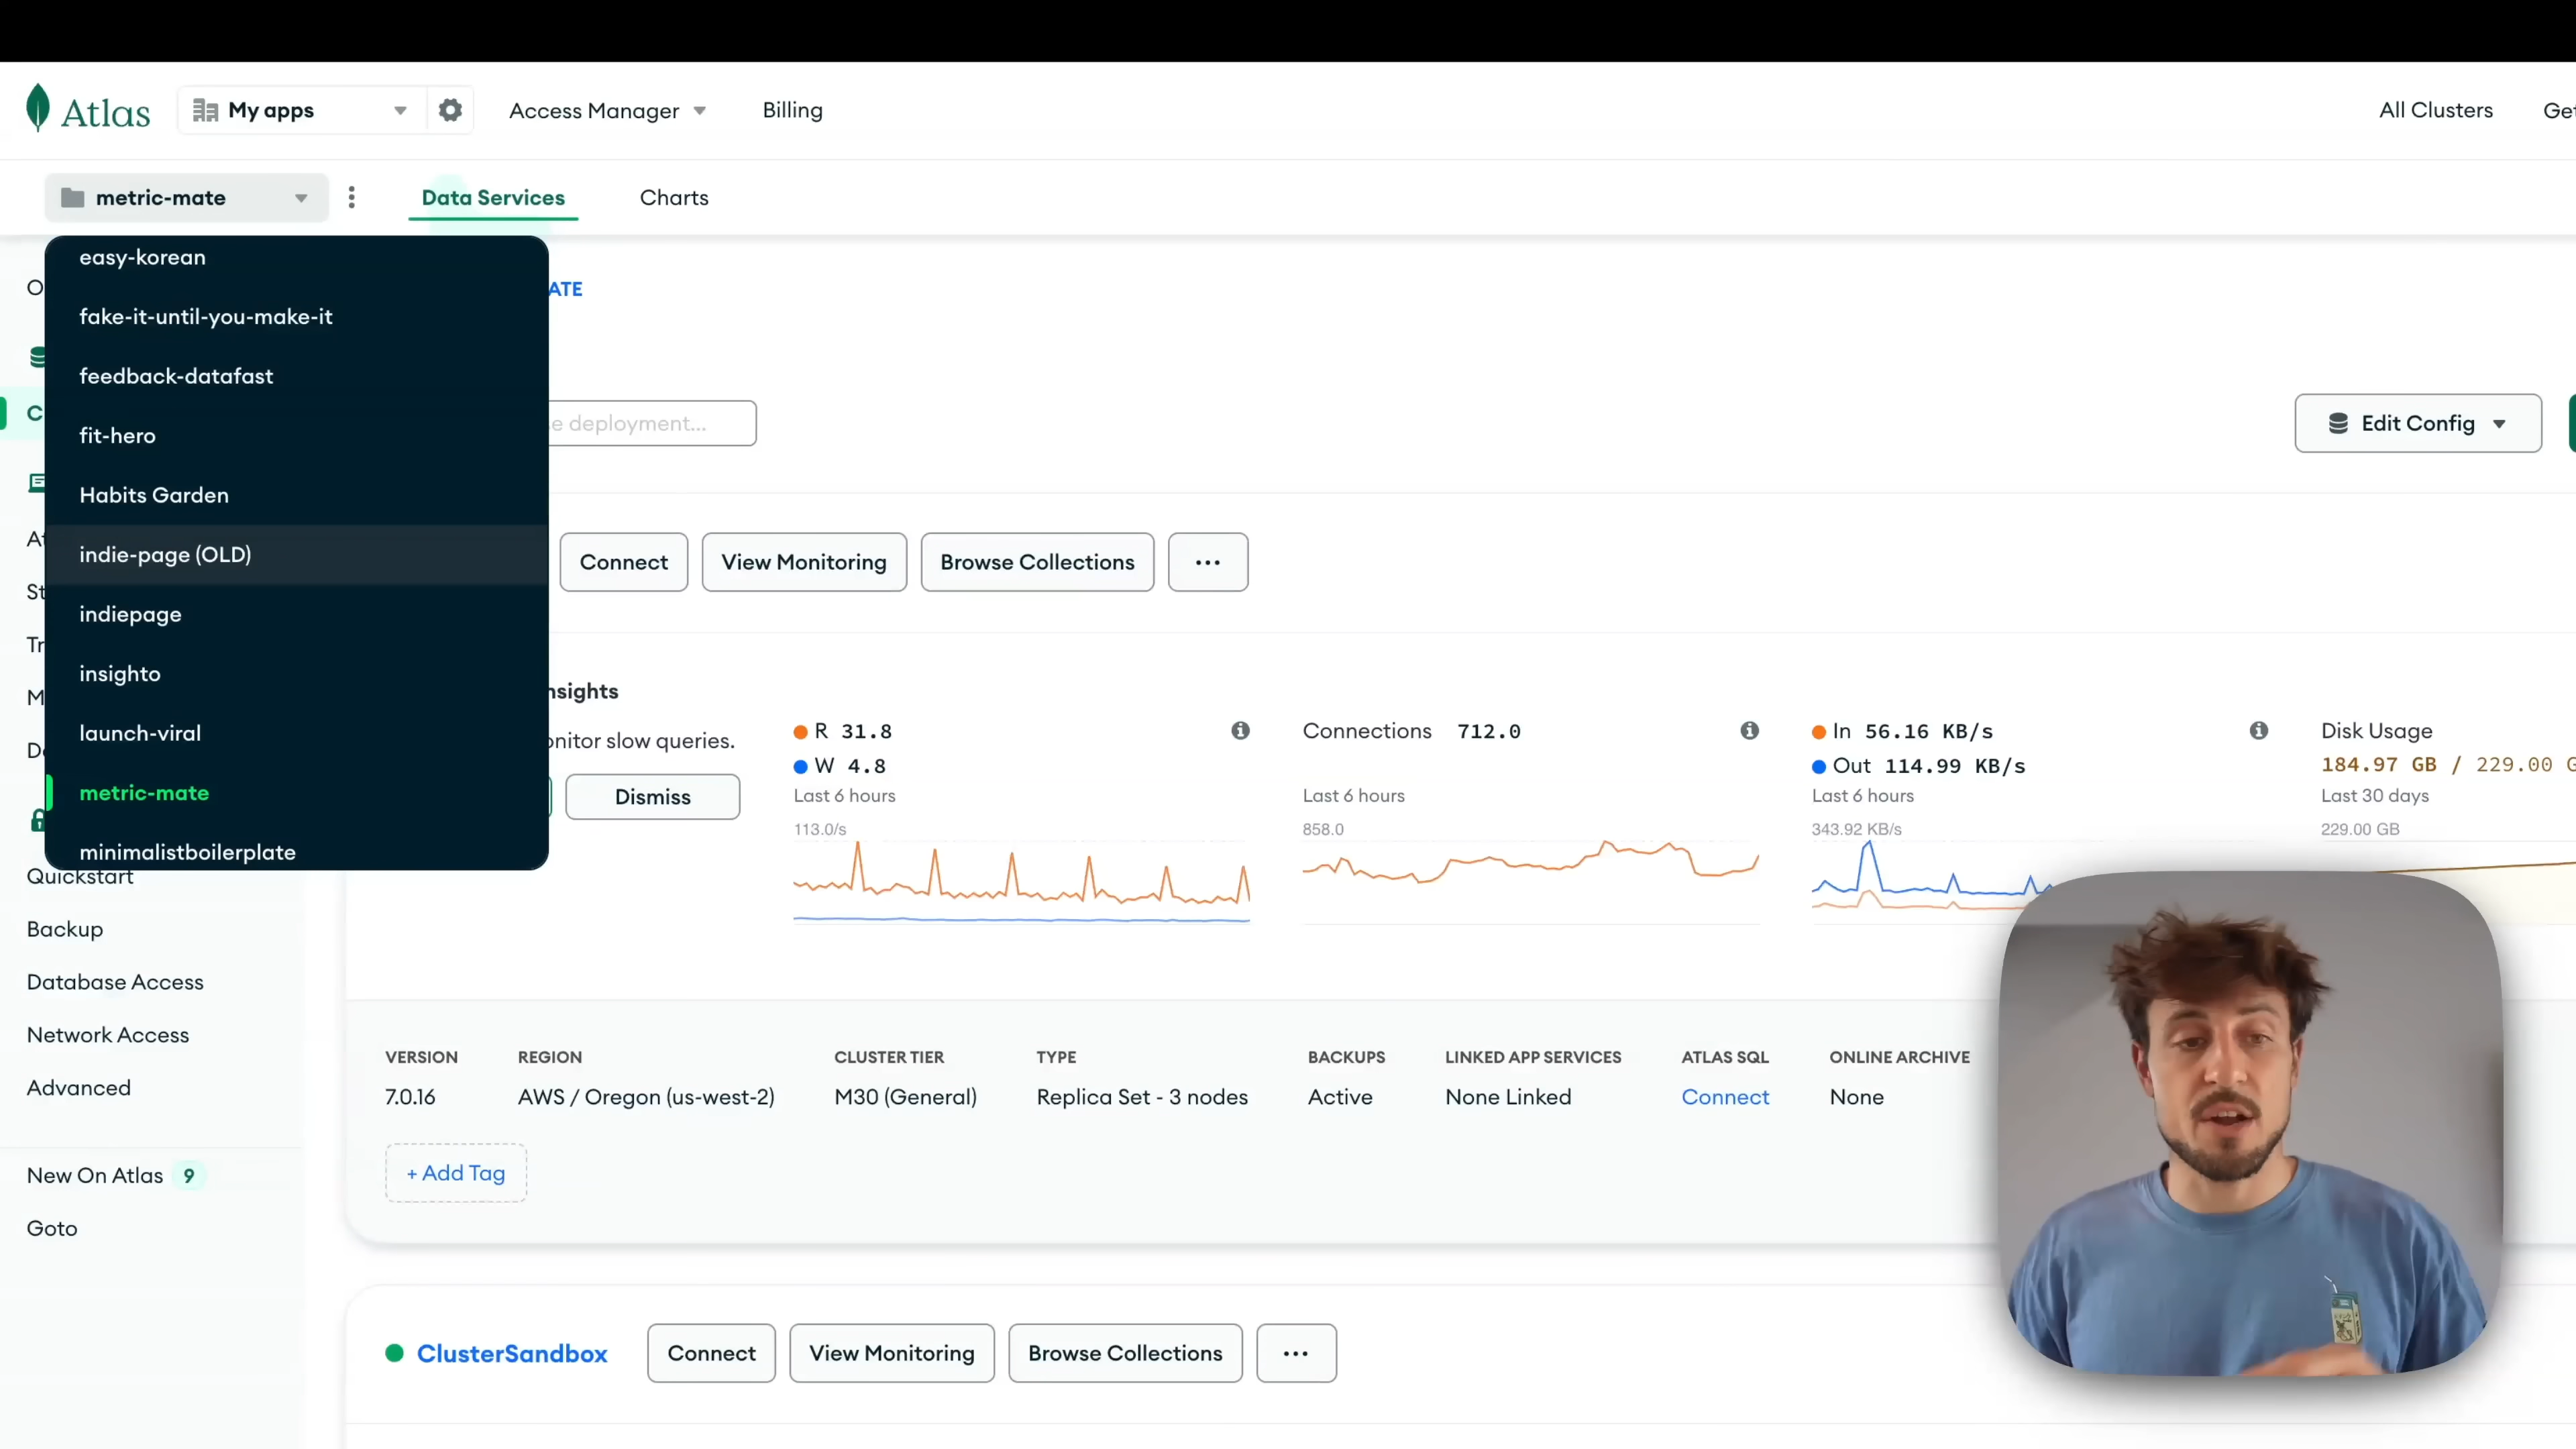 Atlas
My apps
Access Manager
Billing
All Clusters
metric-mate
Data Services
Charts
easy-korean
fake-it-until-you-make-it
feedback-datafast
fit-hero
Habits Garden
indie-page (OLD)
indiepage
insighto
launch-viral
metric-mate
minimalistboilerplate
Quickstart
Backup
Database Access
Network Access
Advanced
New On Atlas 9
Goto
ATE
deployment...
Edit Config
Connect
View Monitoring
Browse Collections
...
nsights
onitor slow queries.
Dismiss
R 31.8
W 4.8
Last 6 hours
113.0/s
Connections 712.0
Last 6 hours
858.0
In 56.16 KB/s
Out 114.99 KB/s
Last 6 hours
343.92 KB/s
Disk Usage
184.97 GB / 229.00
Last 30 days
229.00 GB
VERSION
7.0.16
REGION
AWS / Oregon (us-west-2)
CLUSTER TIER
M30 (General)
TYPE
Replica Set - 3 nodes
BACKUPS
Active
LINKED APP SERVICES
None Linked
ATLAS SQL
Connect
ONLINE ARCHIVE
None
+ Add Tag
ClusterSandbox
Connect
View Monitoring
Browse Collections
...